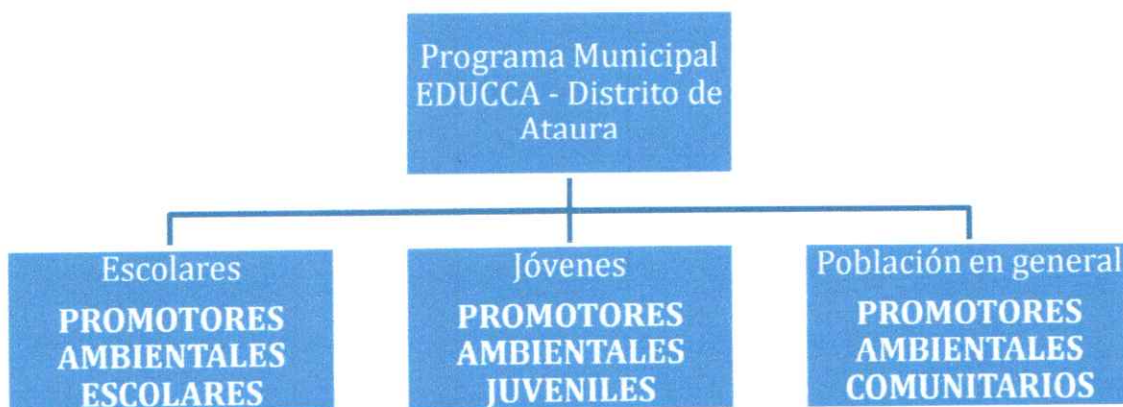 Programa Municipal
EDUCCA - Distrito de
Ataura
Escolares
PROMOTORES
AMBIENTALES
ESCOLARES
Jóvenes
PROMOTORES
AMBIENTALES
JUVENILES
Población en general
PROMOTORES
AMBIENTALES
COMUNITARIOS